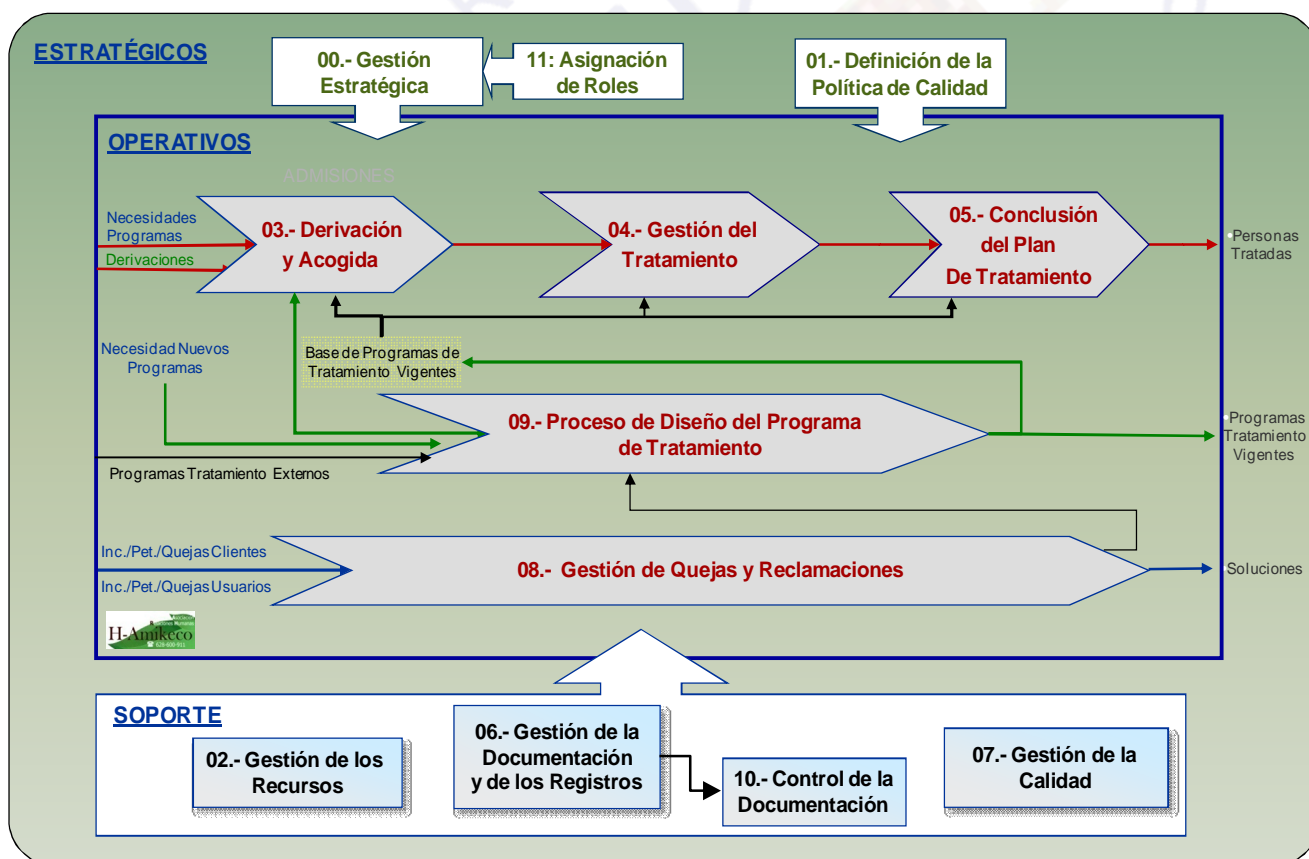 ESTRATÉGICOS
00.- Gestión
Estratégica
11: Asignación
de Roles
01.- Definición de la
Política de Calidad
OPERATIVOS
ADMISIONES
Necesidades
Programas
Derivaciones
03.- Derivación
y Acogida
04.- Gestión del
Tratamiento
05.- Conclusión
del Plan
De Tratamiento
•Personas
Tratadas
Necesidad Nuevos
Programas
Base de Programas de
Tratamiento Vigentes
09.- Proceso de Diseño del Programa
de Tratamiento
Programas Tratamiento Externos
•Programas
Tratamiento
Vigentes
Inc./Pet./Quejas Clientes
Inc./Pet./Quejas Usuarios
08.- Gestión de Quejas y Reclamaciones
•Soluciones
H-Amikeco
SOPORTE
02.- Gestión de los
Recursos
06.- Gestión de la
Documentación
y de los Registros
10.- Control de la
Documentación
07.- Gestión de la
Calidad